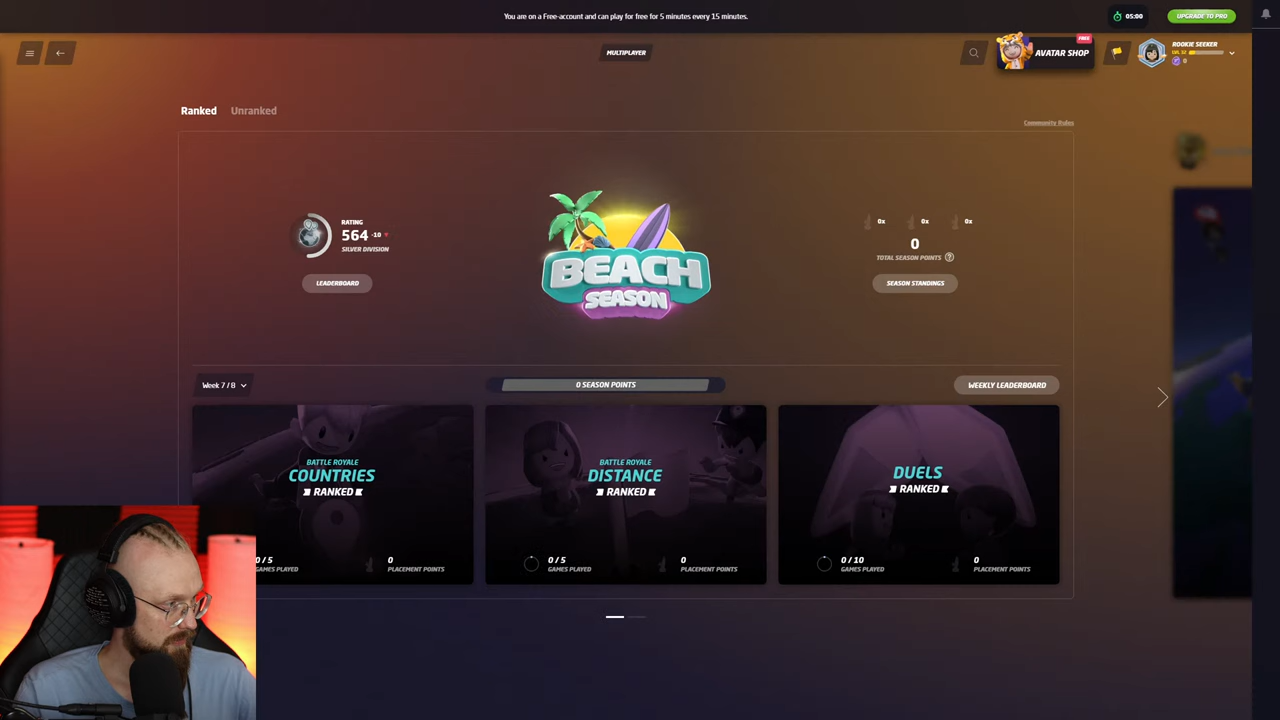 You are on a Free-account and can play for free for 5 minutes every 15 minutes.
05:00
UPGRADE TO PRO
MULTIPLAYER
FREE
AVATAR SHOP
ROOKIE SEEKER
0
Ranked
Unranked
Community Rules
RATING
564 -10
SILVER DIVISION
LEADERBOARD
BEACH
SEASON
0x
0x
0x
0
TOTAL SEASON POINTS ?
SEASON STANDINGS
Week 7 / 8
0 SEASON POINTS
WEEKLY LEADERBOARD
BATTLE ROYALE
COUNTRIES
RANKED
0 / 5
GAMES PLAYED
0
PLACEMENT POINTS
BATTLE ROYALE
DISTANCE
RANKED
0 / 5
GAMES PLAYED
0
PLACEMENT POINTS
DUELS
RANKED
0 / 10
GAMES PLAYED
0
PLACEMENT POINTS